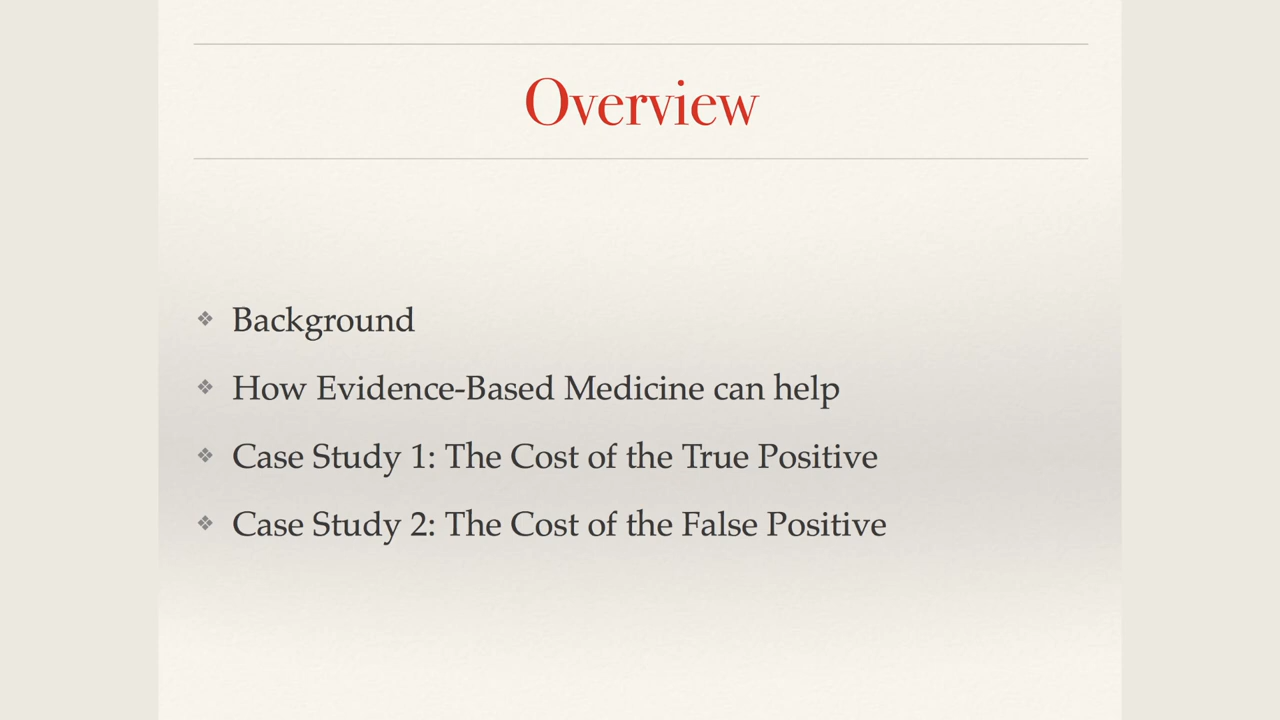 Overview
❖ Background
❖ How Evidence-Based Medicine can help
❖ Case Study 1: The Cost of the True Positive
❖ Case Study 2: The Cost of the False Positive